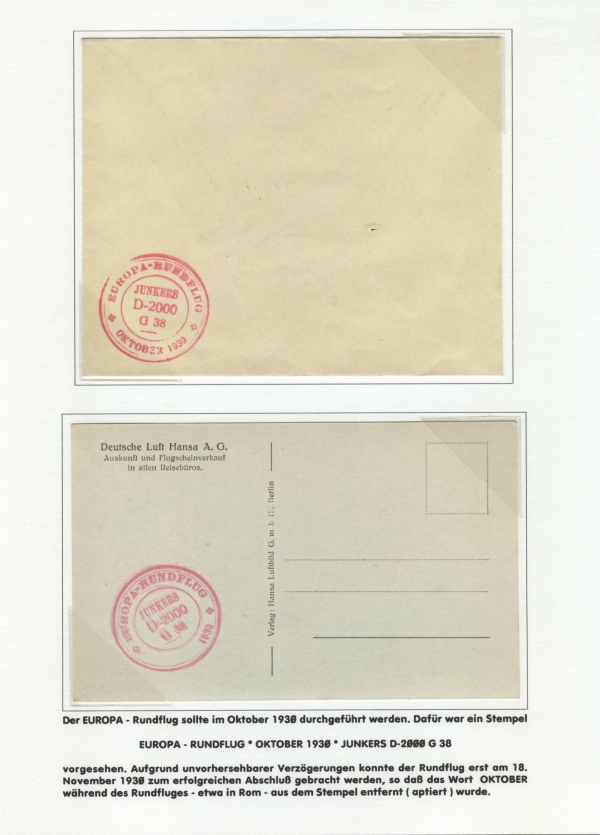 EUROPA-RUNDFLUG
JUNKERS
D-2000
G 38
* OKTOBER 1930 *
Deutsche Luft Hansa A. G.
Auskunft und Flugscheinverkauf
in allen Reisebüros.
Verlag: Hansa Luftbild G. m. b. H., Berlin
EUROPA-RUNDFLUG
JUNKERS
D-2000
G 38
* 1930 *
Der EUROPA - Rundflug sollte im Oktober 193Ø durchgeführt werden. Dafür war ein Stempel
EUROPA - RUNDFLUG * OKTOBER 193Ø * JUNKERS D-2ØØØ G 38
vorgesehen. Aufgrund unvorhersehbarer Verzögerungen konnte der Rundflug erst am 18.
November 193Ø zum erfolgreichen Abschluß gebracht werden, so daß das Wort OKTOBER
während des Rundfluges - etwa in Rom - aus dem Stempel entfernt ( aptiert ) wurde.